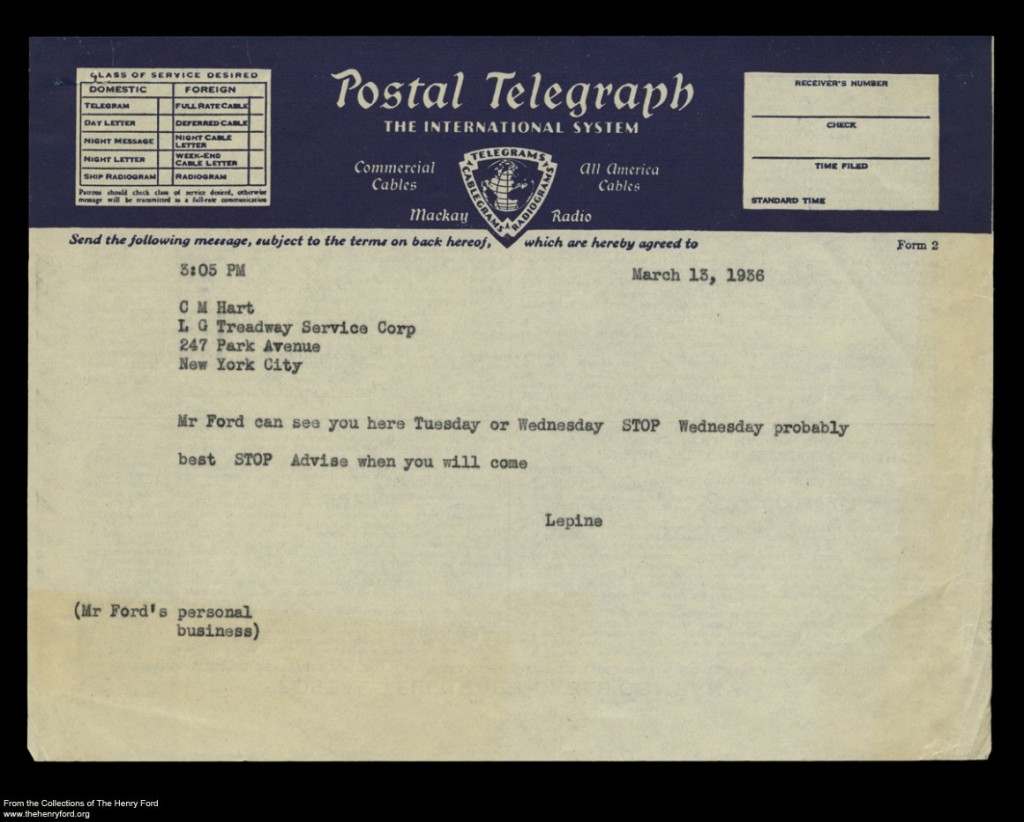 CLASS OF SERVICE DESIRED
DOMESTIC FOREIGN
TELEGRAM FULL RATE CABLE
DAY LETTER DEFERRED CABLE
NIGHT MESSAGE NIGHT CABLE LETTER
NIGHT LETTER WEEK-END CABLE LETTER
SHIP RADIOGRAM RADIOGRAM
Patrons should check class of service desired, otherwise
message will be transmitted as a full-rate communication
Postal Telegraph
THE INTERNATIONAL SYSTEM
Commercial Cables
All America Cables
TELEGRAMS
CABLEGRAMS
RADIOGRAMS
Mackay Radio
RECEIVER'S NUMBER
CHECK
TIME FILED
STANDARD TIME
Send the following message, subject to the terms on back hereof, which are hereby agreed to
Form 2
3:05 PM
March 13, 1936
C M Hart
L G Treadway Service Corp
247 Park Avenue
New York City
Mr Ford can see you here Tuesday or Wednesday STOP Wednesday probably
best STOP Advise when you will come
Lepine
(Mr Ford's personal
business)
From the Collections of The Henry Ford
www.thehenryford.org